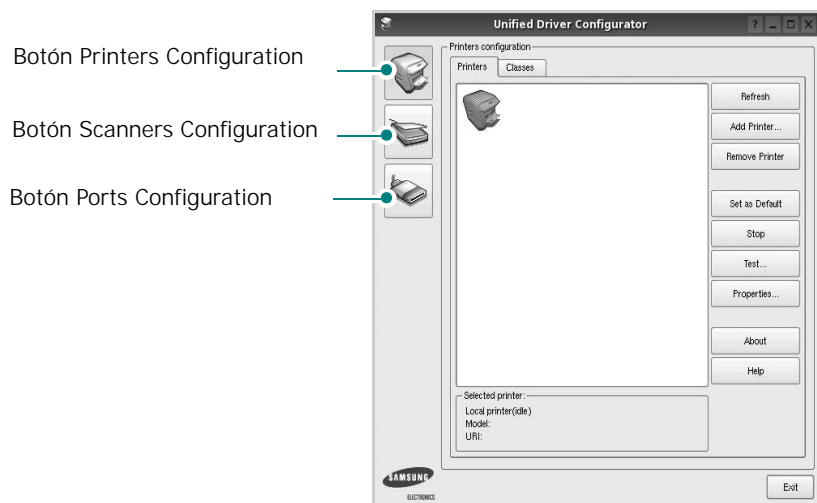 Botón Printers Configuration
Botón Scanners Configuration
Botón Ports Configuration
Unified Driver Configurator
?
Printers configuration
Printers
Classes
Refresh
Add Printer...
Remove Printer
Set as Default
Stop
Test...
Properties...
About
Help
Selected printer:
Local printer(idle)
Model:
URI:
SAMSUNG
ELECTRONICS
Exit